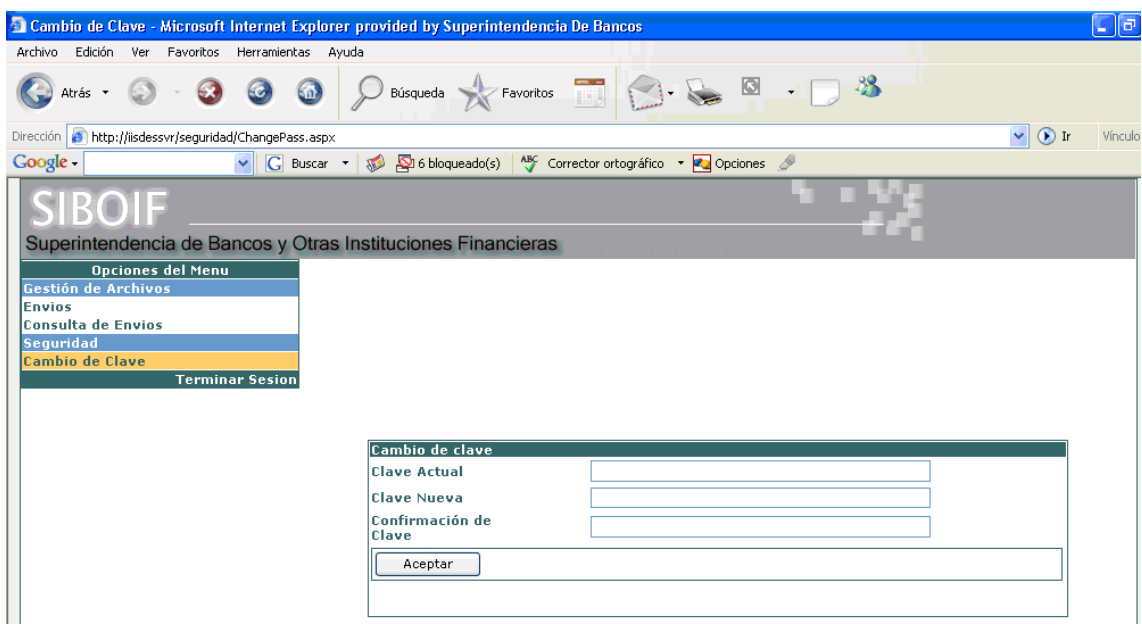 Cambio de Clave - Microsoft Internet Explorer provided by Superintendencia De Bancos
Archivo Edición Ver Favoritos Herramientas Ayuda
Atrás Búsqueda Favoritos
Dirección http://iisdessvr/seguridad/ChangePass.aspx Ir Vínculo
Google Buscar 6 bloqueado(s) ABC Corrector ortográfico Opciones
SIBOIF
Superintendencia de Bancos y Otras Instituciones Financieras
Opciones del Menu
Gestión de Archivos
Envios
Consulta de Envios
Seguridad
Cambio de Clave
Terminar Sesion
Cambio de clave
Clave Actual
Clave Nueva
Confirmación de
Clave
Aceptar